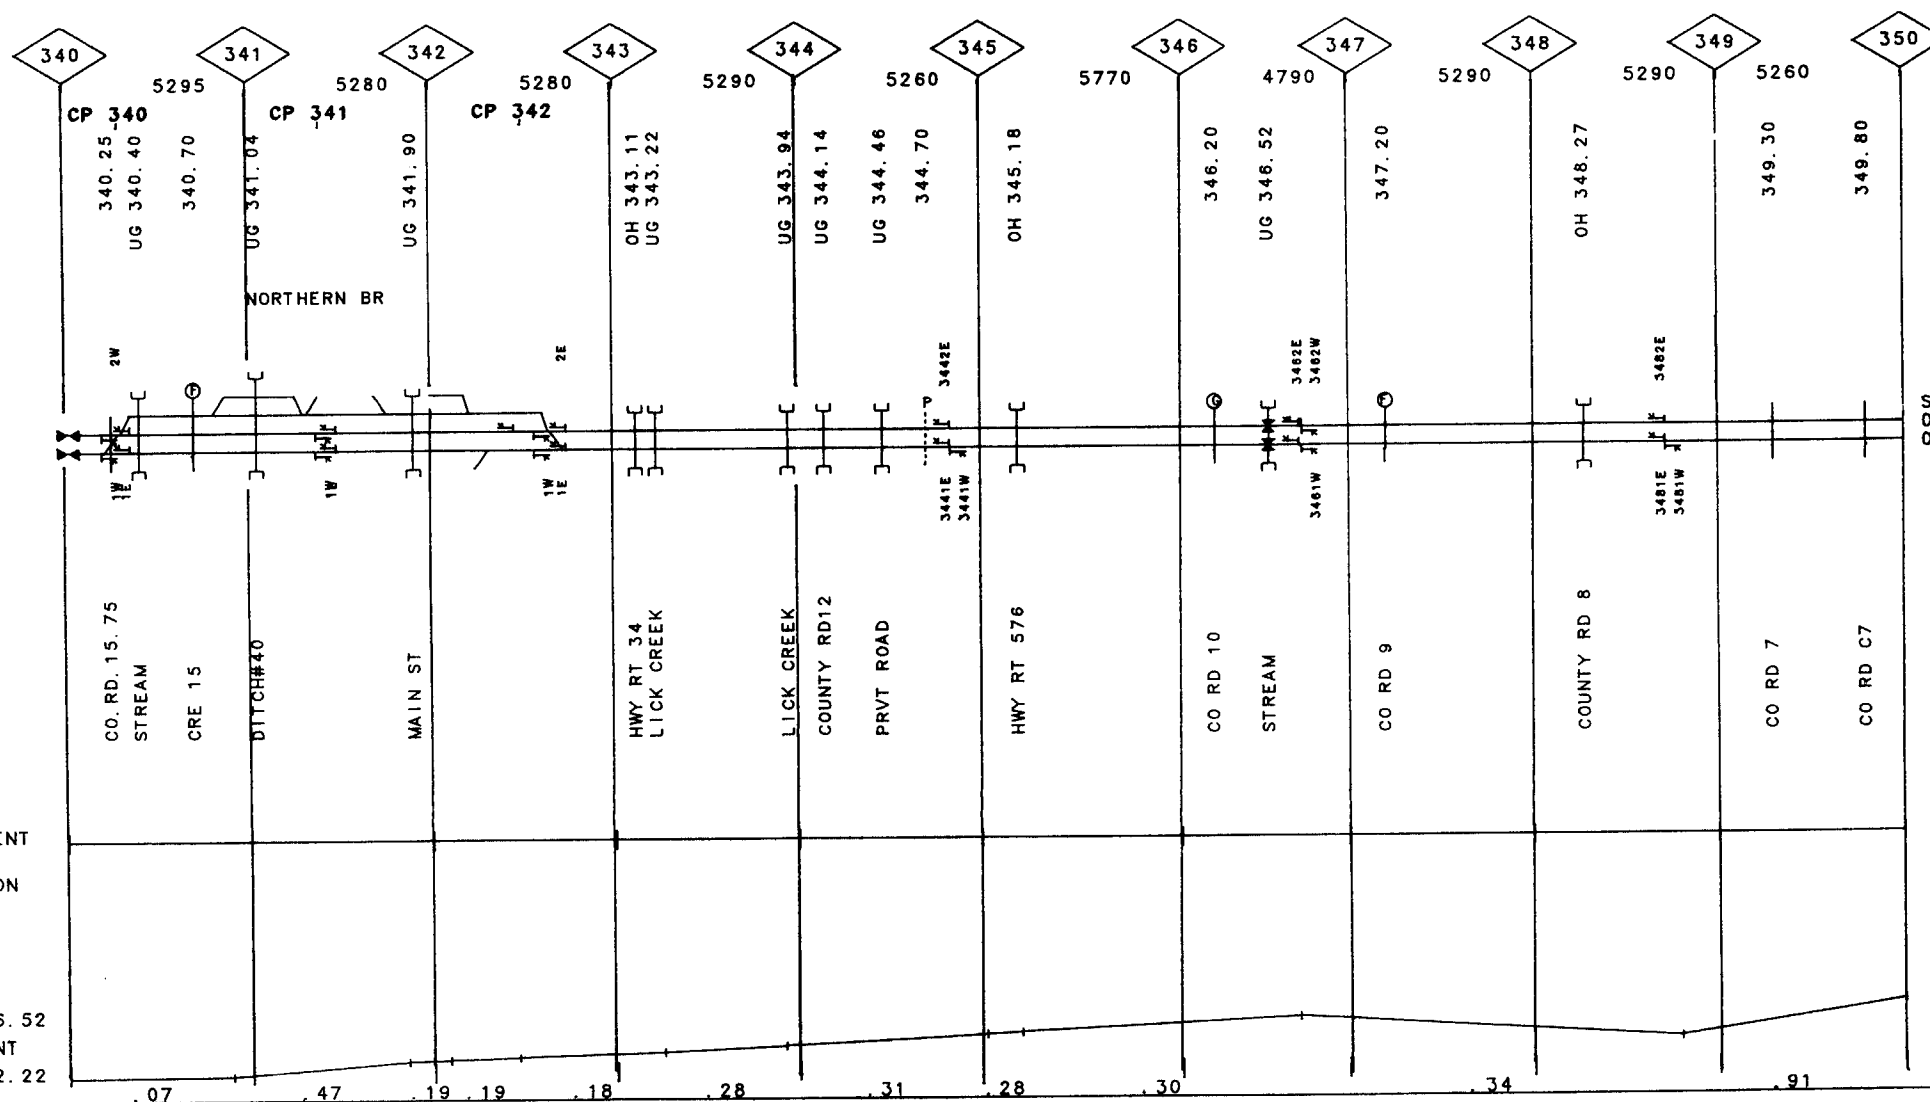 340 341 342 343 344 345 346 347 348 349 350
5295 5280 5280 5290 5260 5770 4790 5290 5290 5260
CP 340 CP 341 CP 342
340.25
UG 340.40
340.70
UG 341.04
UG 341.90
OH 343.11
UG 343.22
UG 343.94
UG 344.14
UG 344.46
344.70
OH 345.18
346.20
UG 346.52
347.20
OH 348.27
349.30
349.80
NORTHERN BR
2W
2E
3442E
3462E
3462W
3482E
F
P
G
F
S
O
O
1W
1E
1W
1W
1E
3441E
3441W
3461W
3481E
3481W
CO.RD.15.75
STREAM
CRE 15
DITCH#40
MAIN ST
HWY RT 34
LICK CREEK
LICK CREEK
COUNTY RD12
PRVT ROAD
HWY RT 576
CO RD 10
STREAM
CO RD 9
COUNTY RD 8
CO RD 7
CO RD C7
ENT
ON
6.52
NT
2.22
.07 .47 .19 .19 .18 .28 .31 .28 .30 .34 .91